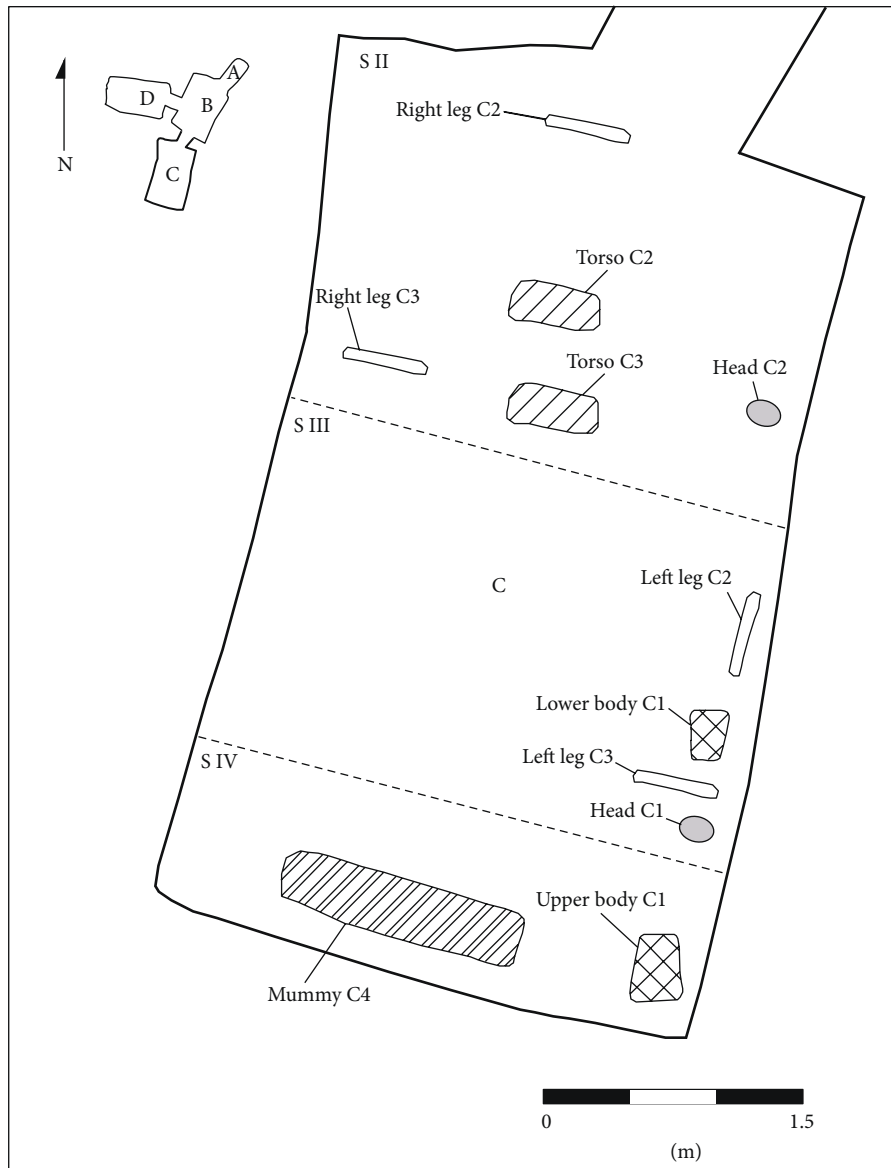 S II
A
D
B
N
C
Right leg C2
Torso C2
Right leg C3
Torso C3
Head C2
S III
C
Left leg C2
Lower body C1
S IV
Left leg C3
Head C1
Upper body C1
Mummy C4
0
1.5
(m)